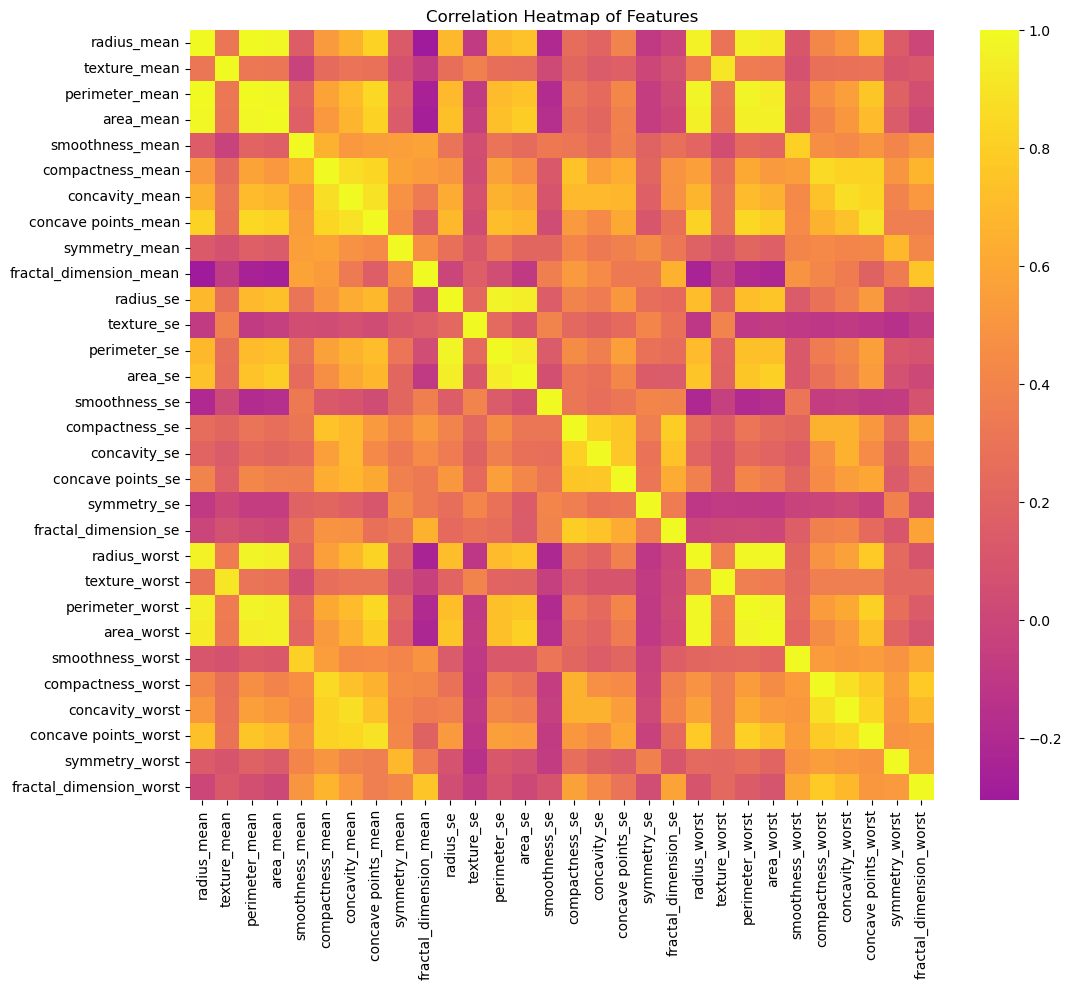 Correlation Heatmap of Features
radius_mean
texture_mean
perimeter_mean
area_mean
smoothness_mean
compactness_mean
concavity_mean
concave points_mean
symmetry_mean
fractal_dimension_mean
radius_se
texture_se
perimeter_se
area_se
smoothness_se
compactness_se
concavity_se
concave points_se
symmetry_se
fractal_dimension_se
radius_worst
texture_worst
perimeter_worst
area_worst
smoothness_worst
compactness_worst
concavity_worst
concave points_worst
symmetry_worst
fractal_dimension_worst
radius_mean
texture_mean
perimeter_mean
area_mean
smoothness_mean
compactness_mean
concavity_mean
concave points_mean
symmetry_mean
fractal_dimension_mean
radius_se
texture_se
perimeter_se
area_se
smoothness_se
compactness_se
concavity_se
concave points_se
symmetry_se
fractal_dimension_se
radius_worst
texture_worst
perimeter_worst
area_worst
smoothness_worst
compactness_worst
concavity_worst
concave points_worst
symmetry_worst
fractal_dimension_worst
1.0
0.8
0.6
0.4
0.2
0.0
−0.2